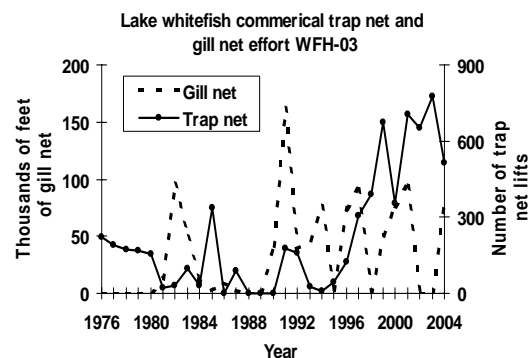 Lake whitefish commerical trap net and
gill net effort WFH-03
200
150
100
50
0
Thousands of feet
of gill net
Gill net
Trap net
900
600
300
0
Number of trap
net lifts
1976 1980 1984 1988 1992 1996 2000 2004
Year